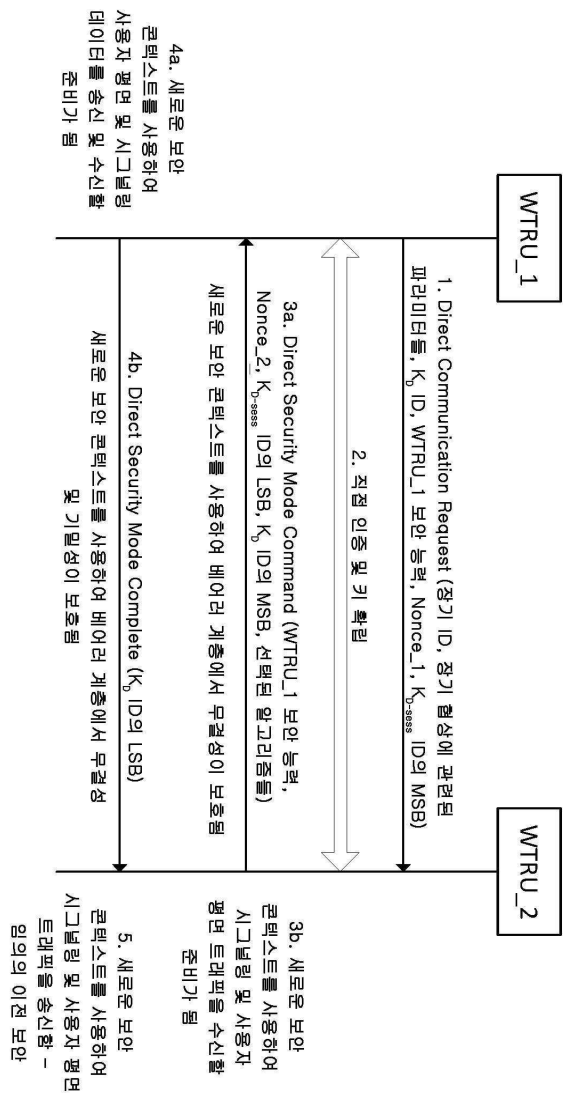 WTRU_1
WTRU_2
1. Direct Communication Request (장기 ID, 장기 협상에 관련된
파라미터들, K_D ID, WTRU_1 보안 능력, Nonce_1, K_D-sess ID의 MSB)
2. 직접 인증 및 키 확립
3a. Direct Security Mode Command (WTRU_1 보안 능력,
Nonce_2, K_D-sess ID의 LSB, K_D ID의 MSB, 선택된 알고리즘들)
새로운 보안 콘텍스트를 사용하여 베어러 계층에서 무결성이 보호됨
3b. 새로운 보안
콘텍스트를 사용하여
시그널링 및 사용자
평면 트래픽을 수신할
준비가 됨
4a. 새로운 보안
콘텍스트를 사용하여
사용자 평면 및 시그널링
데이터를 송신 및 수신할
준비가 됨
4b. Direct Security Mode Complete (K_D ID의 LSB)
새로운 보안 콘텍스트를 사용하여 베어러 계층에서 무결성
및 기밀성이 보호됨
5. 새로운 보안
콘텍스트를 사용하여
시그널링 및 사용자 평면
트래픽을 송신함 –
임의의 이전 보안